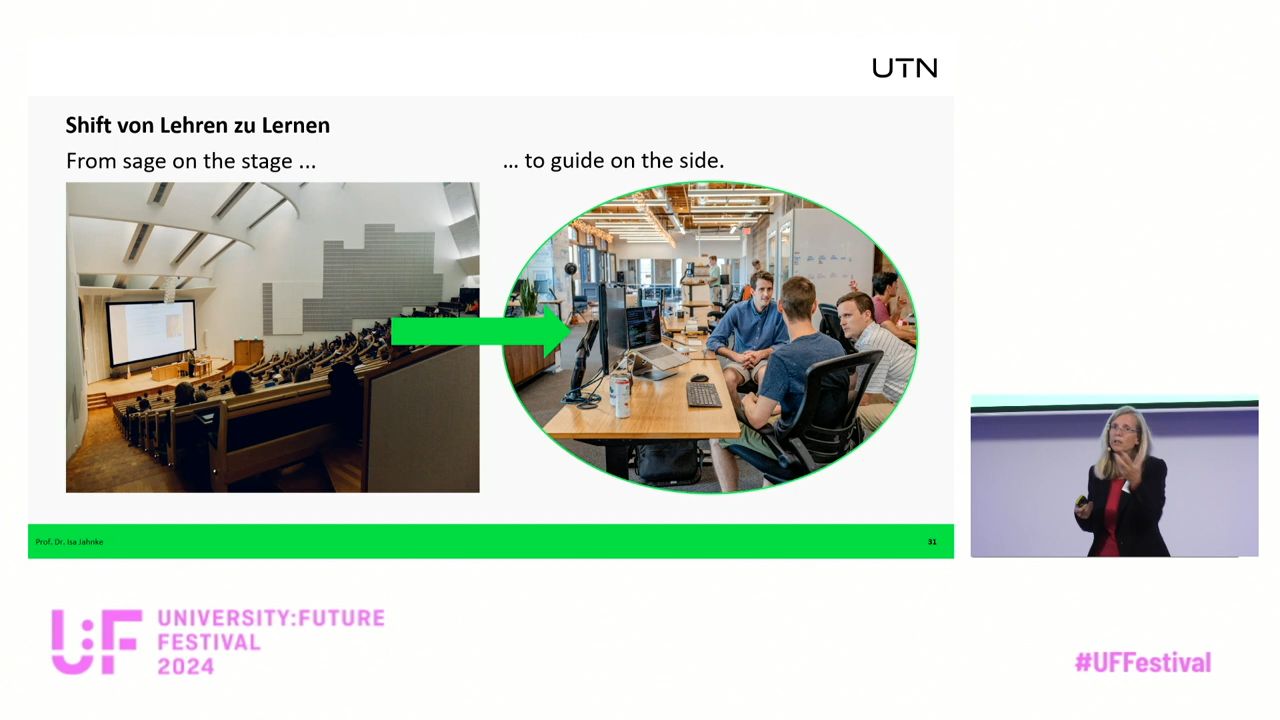 UTN
Shift von Lehren zu Lernen
From sage on the stage ...
... to guide on the side.
Prof. Dr. Isa Jahnke
31
U:F
UNIVERSITY:FUTURE
FESTIVAL
2024
#UFFestival